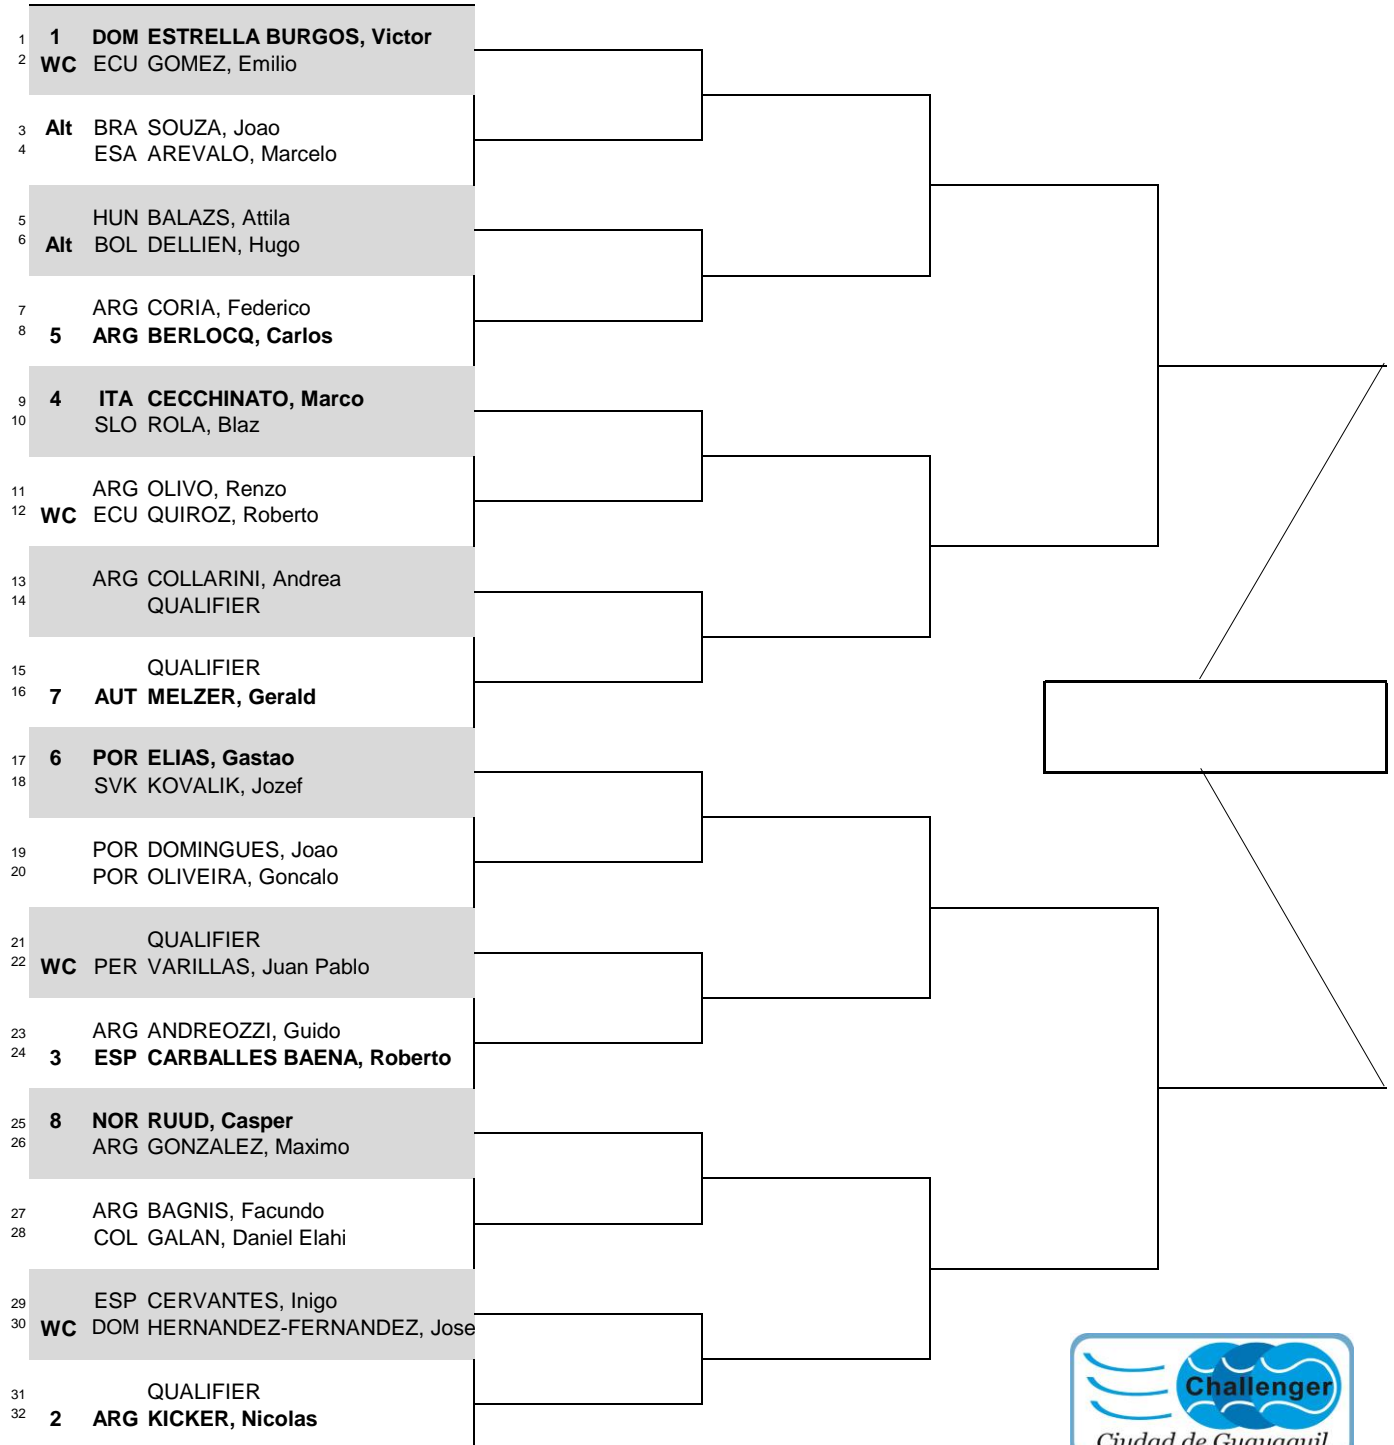 1 1 DOM ESTRELLA BURGOS, Victor
2 WC ECU GOMEZ, Emilio
3 Alt BRA SOUZA, Joao
4 ESA AREVALO, Marcelo
5 HUN BALAZS, Attila
6 Alt BOL DELLIEN, Hugo
7 ARG CORIA, Federico
8 5 ARG BERLOCQ, Carlos
9 4 ITA CECCHINATO, Marco
10 SLO ROLA, Blaz
11 ARG OLIVO, Renzo
12 WC ECU QUIROZ, Roberto
13 ARG COLLARINI, Andrea
14 QUALIFIER
15 QUALIFIER
16 7 AUT MELZER, Gerald
17 6 POR ELIAS, Gastao
18 SVK KOVALIK, Jozef
19 POR DOMINGUES, Joao
20 POR OLIVEIRA, Goncalo
21 QUALIFIER
22 WC PER VARILLAS, Juan Pablo
23 ARG ANDREOZZI, Guido
24 3 ESP CARBALLES BAENA, Roberto
25 8 NOR RUUD, Casper
26 ARG GONZALEZ, Maximo
27 ARG BAGNIS, Facundo
28 COL GALAN, Daniel Elahi
29 ESP CERVANTES, Inigo
30 WC DOM HERNANDEZ-FERNANDEZ, Jose
31 QUALIFIER
32 2 ARG KICKER, Nicolas
Challenger
Ciudad de Guayaquil